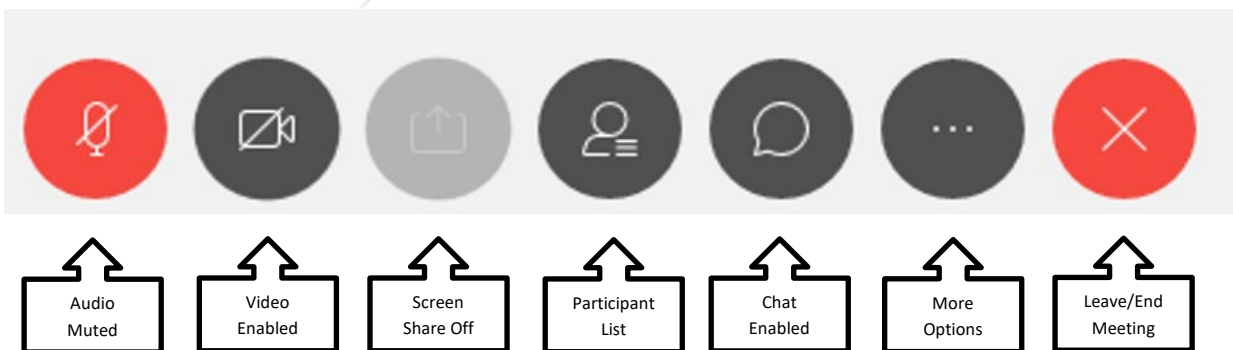 Audio
Muted
Video
Enabled
Screen
Share Off
Participant
List
Chat
Enabled
More
Options
Leave/End
Meeting